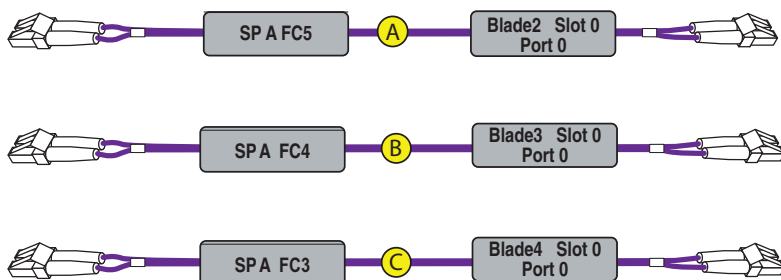 SP A FC5
A
Blade2 Slot 0
Port 0
SP A FC4
B
Blade3 Slot 0
Port 0
SP A FC3
C
Blade4 Slot 0
Port 0